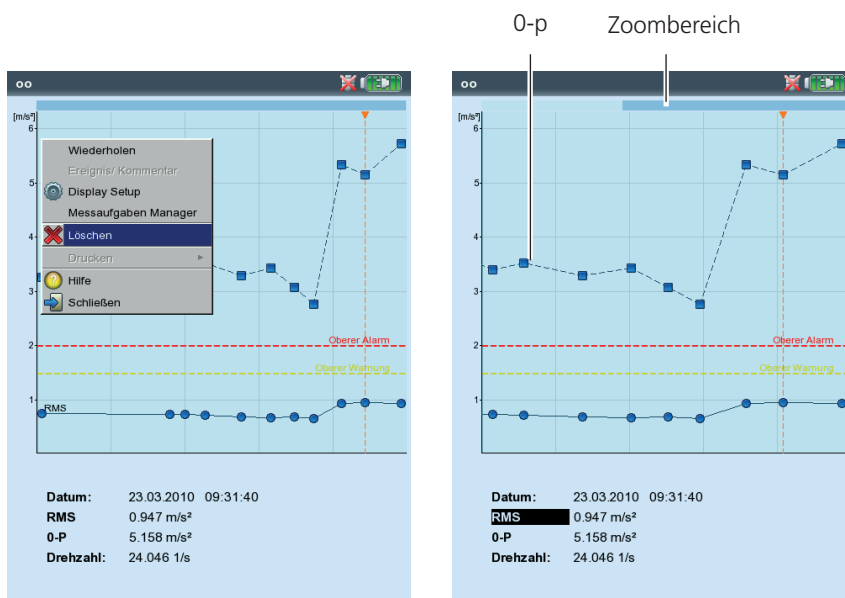 0-p Zoombereich
oo
[m/s²]
6
5
4
3
2
1
Wiederholen
Ereignis/ Kommentar
Display Setup
Messaufgaben Manager
Löschen
Drucken
Hilfe
Schließen
Oberer Alarm
Oberer Warnung
RMS
Datum: 23.03.2010 09:31:40
RMS 0.947 m/s²
0-P 5.158 m/s²
Drehzahl: 24.046 1/s
oo
[m/s²]
6
5
4
3
2
1
Oberer Alarm
Oberer Warnung
Datum: 23.03.2010 09:31:40
RMS 0.947 m/s²
0-P 5.158 m/s²
Drehzahl: 24.046 1/s